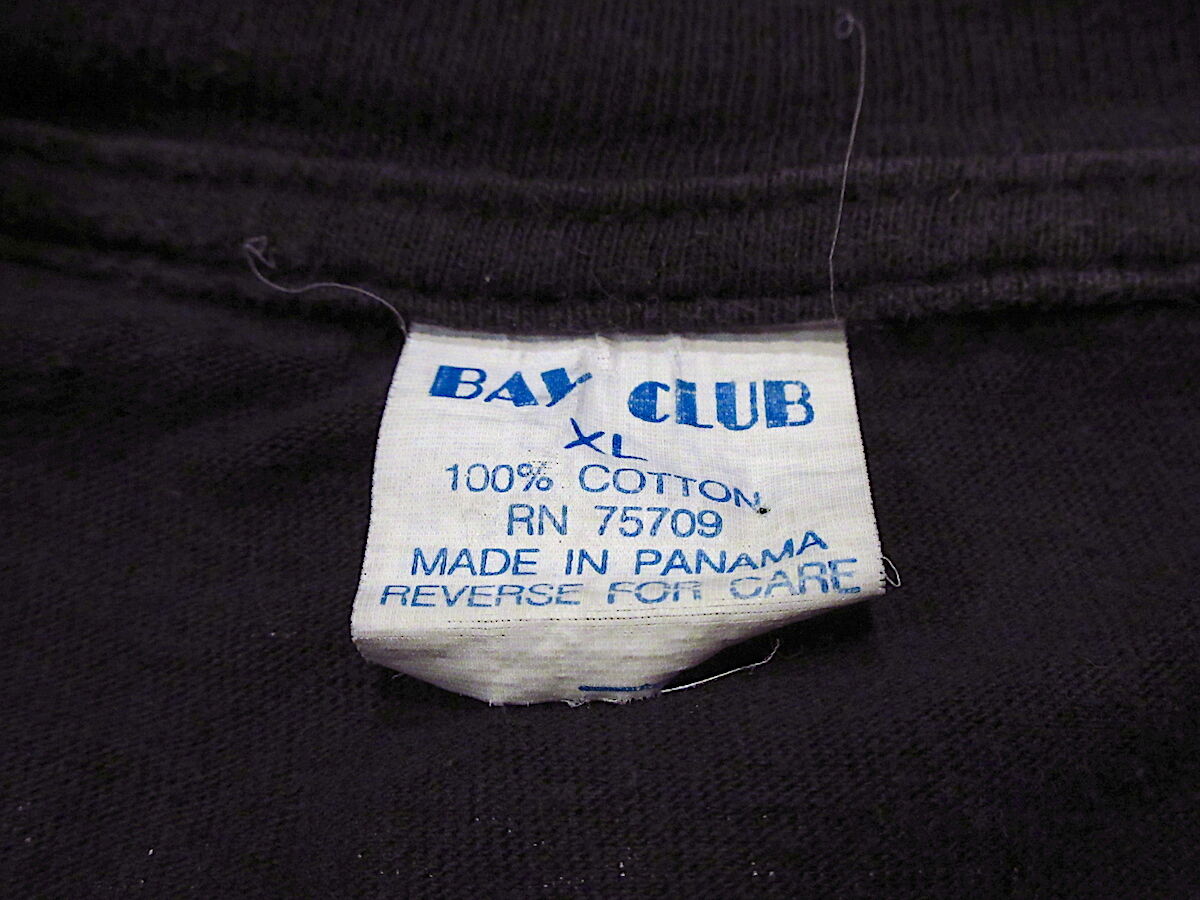 BAY CLUB
XL
100% COTTON
RN 75709
MADE IN PANAMA
REVERSE FOR CARE